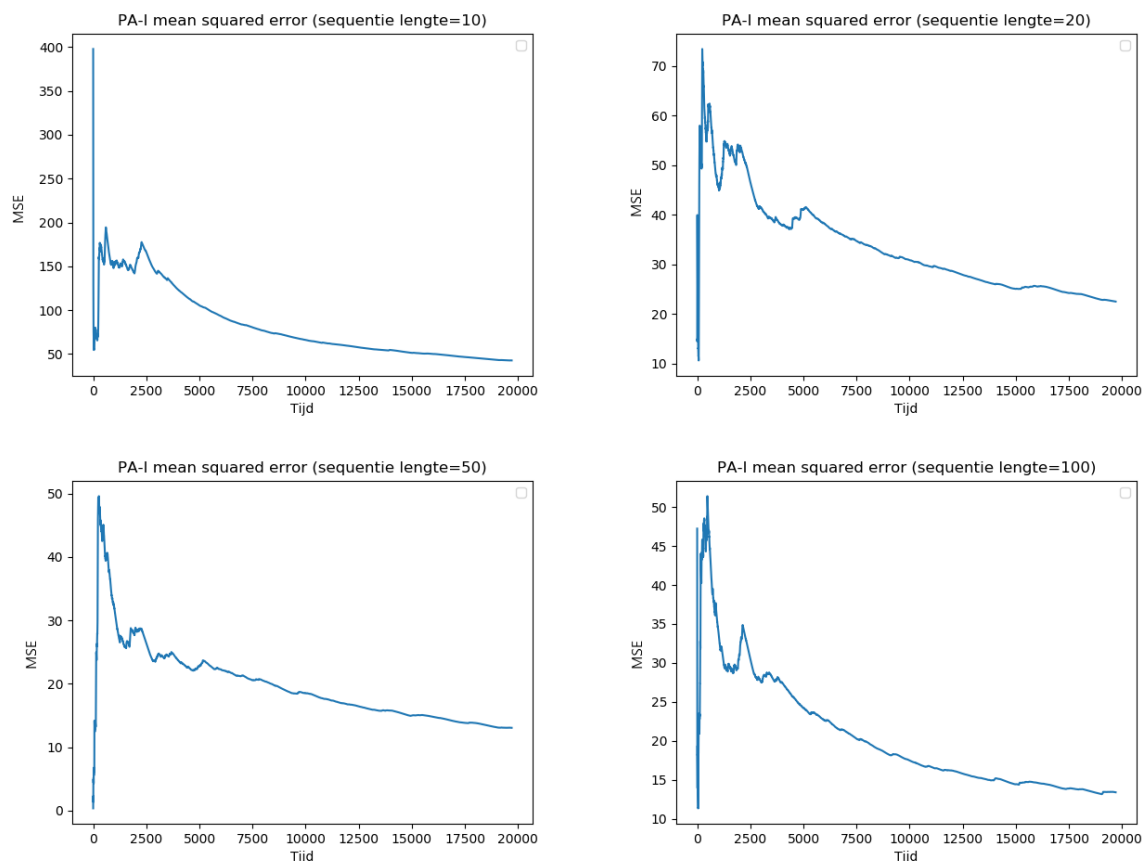 PA-I mean squared error (sequentie lengte=10)
MSE
400
350
300
250
200
150
100
50
0 2500 5000 7500 10000 12500 15000 17500 20000
Tijd
PA-I mean squared error (sequentie lengte=20)
MSE
70
60
50
40
30
20
10
0 2500 5000 7500 10000 12500 15000 17500 20000
Tijd
PA-I mean squared error (sequentie lengte=50)
MSE
50
40
30
20
10
0
0 2500 5000 7500 10000 12500 15000 17500 20000
Tijd
PA-I mean squared error (sequentie lengte=100)
MSE
50
45
40
35
30
25
20
15
10
0 2500 5000 7500 10000 12500 15000 17500 20000
Tijd